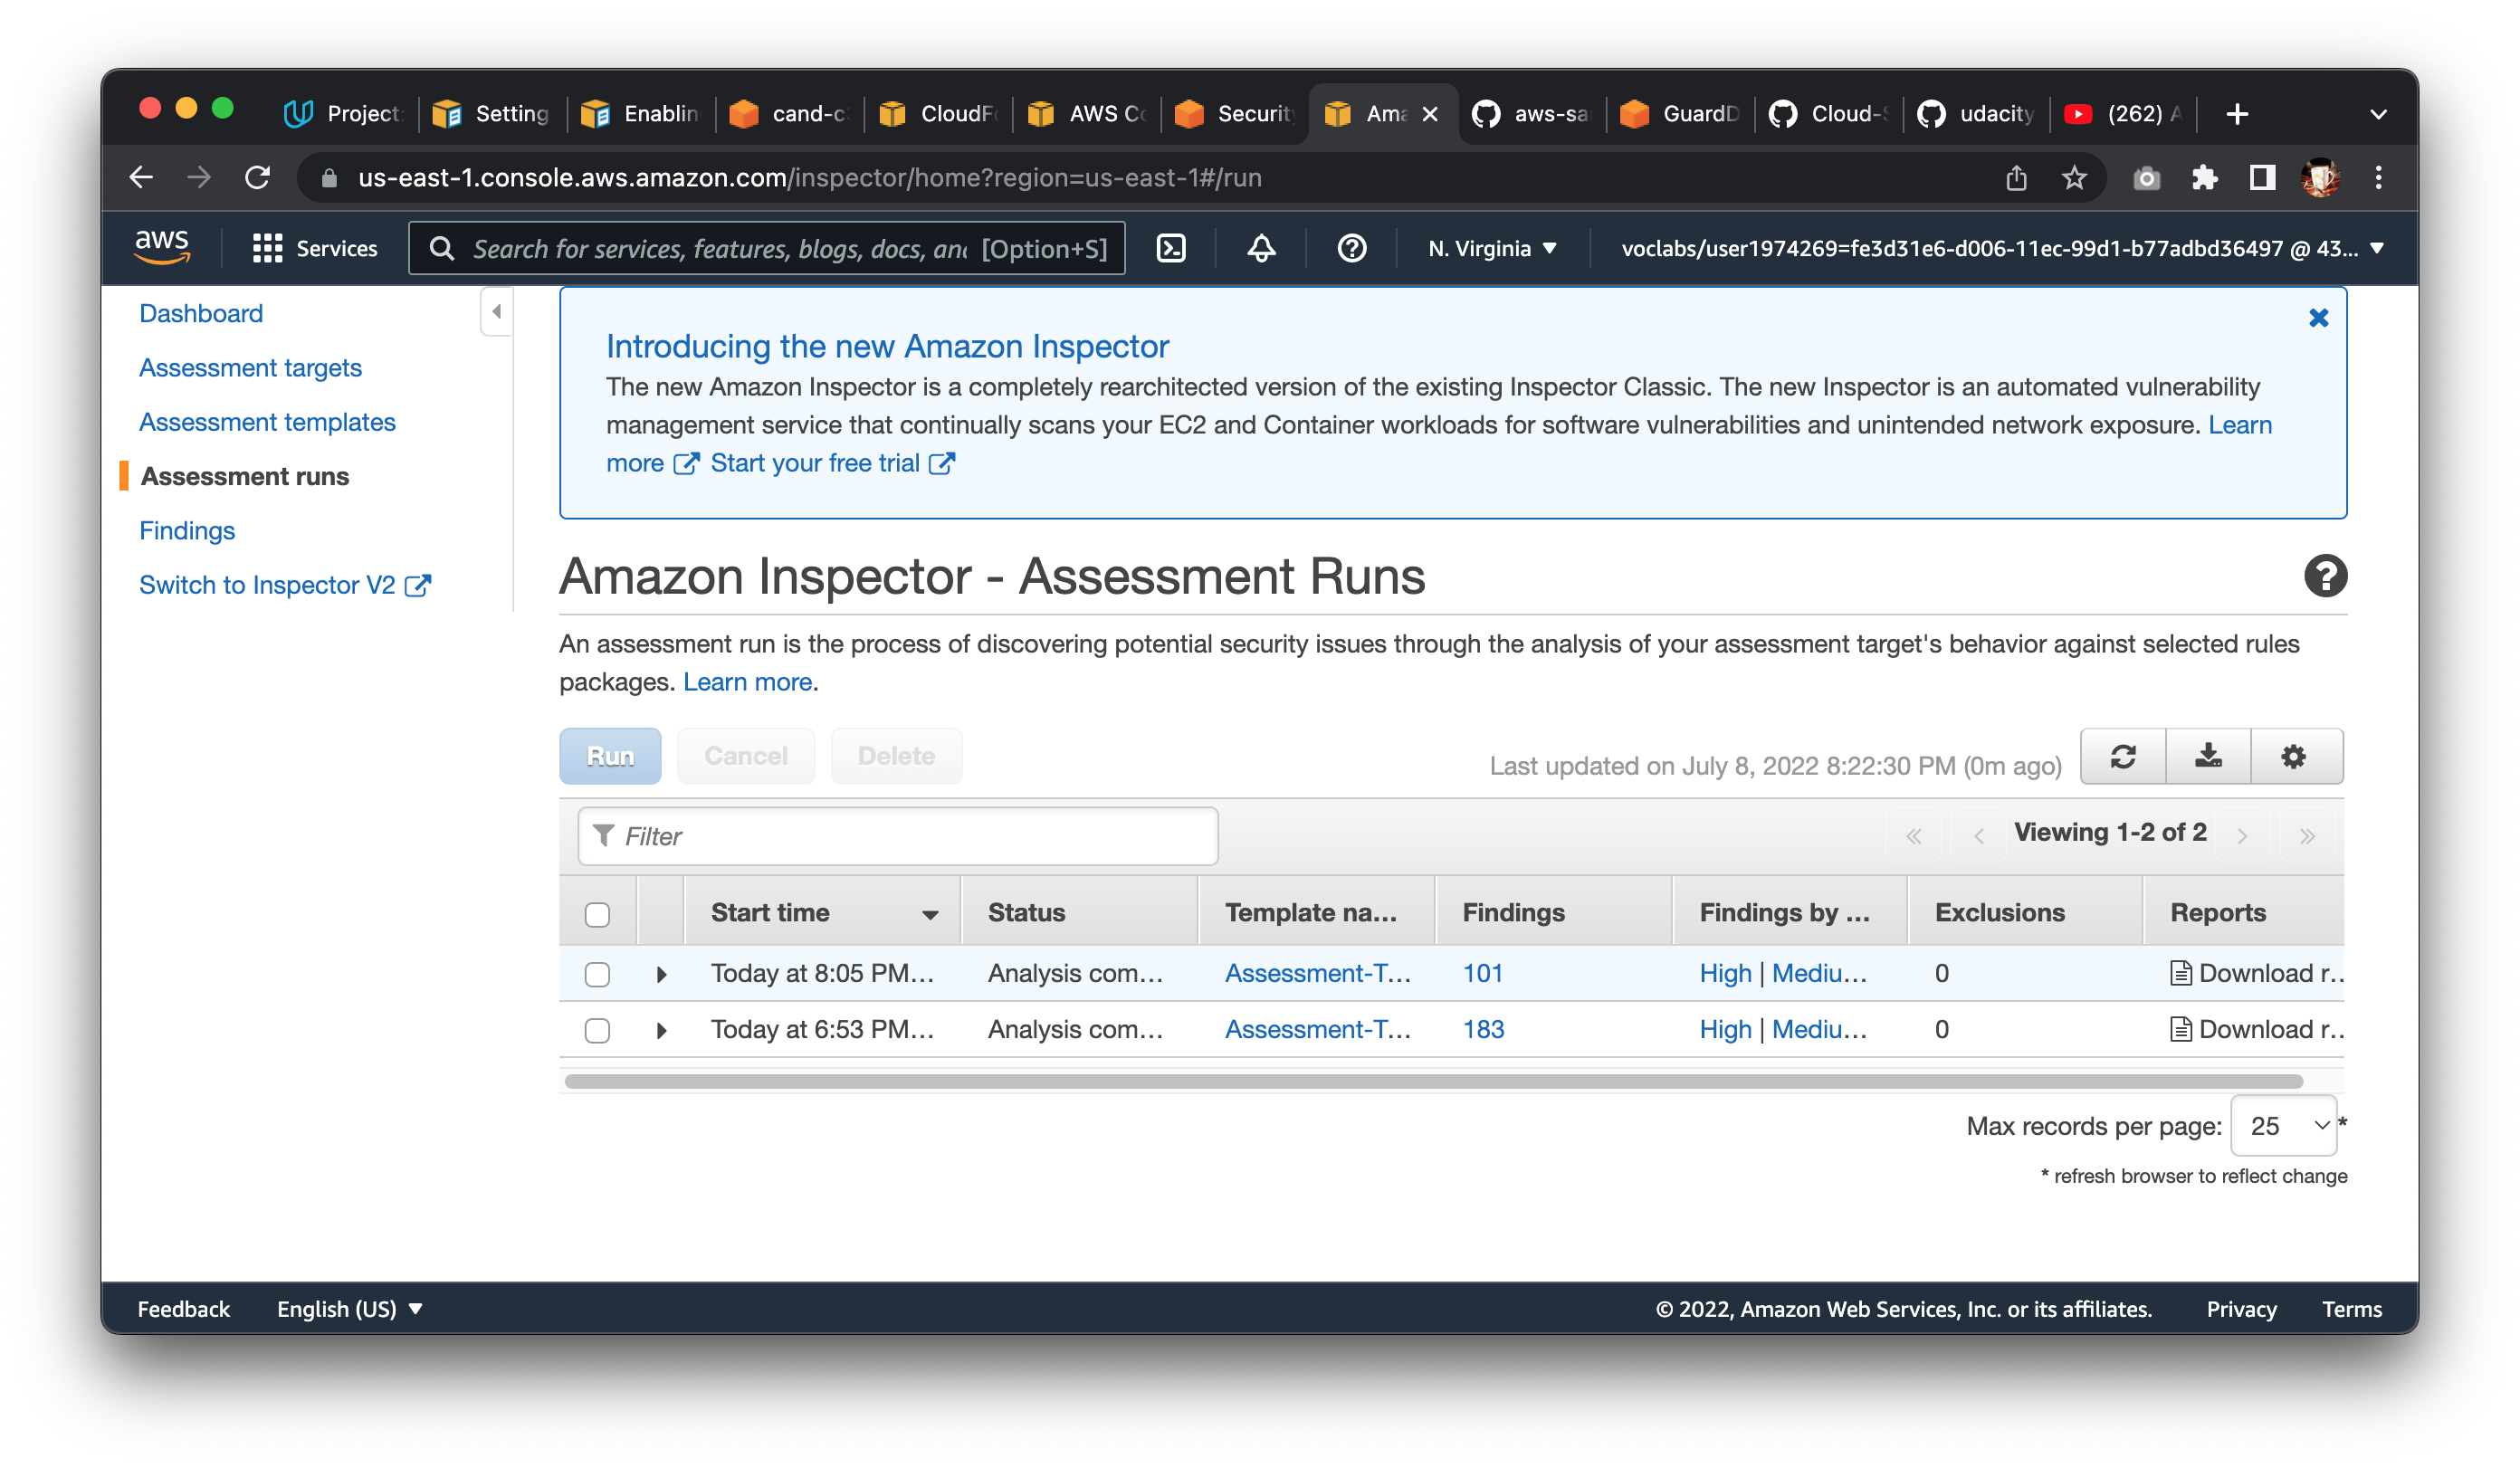 Project:
Setting
Enablin
cand-c
CloudFo
AWS Co
Security
Ama
aws-sa
GuardD
Cloud-S
udacity
(262) A
us-east-1.console.aws.amazon.com/inspector/home?region=us-east-1#/run
aws
Services
Search for services, features, blogs, docs, anc [Option+S]
N. Virginia
voclabs/user1974269=fe3d31e6-d006-11ec-99d1-b77adbd36497 @ 43...
Dashboard
Assessment targets
Assessment templates
Assessment runs
Findings
Switch to Inspector V2
Introducing the new Amazon Inspector
The new Amazon Inspector is a completely rearchitected version of the existing Inspector Classic. The new Inspector is an automated vulnerability
management service that continually scans your EC2 and Container workloads for software vulnerabilities and unintended network exposure. Learn
more Start your free trial
Amazon Inspector - Assessment Runs
An assessment run is the process of discovering potential security issues through the analysis of your assessment target's behavior against selected rules
packages. Learn more.
Run Cancel Delete
Last updated on July 8, 2022 8:22:30 PM (0m ago)
Filter
« ‹ Viewing 1-2 of 2 › »
Start time Status Template na... Findings Findings by ... Exclusions Reports
Today at 8:05 PM... Analysis com... Assessment-T... 101 High | Mediu... 0 Download r..
Today at 6:53 PM... Analysis com... Assessment-T... 183 High | Mediu... 0 Download r..
Max records per page: 25 *
* refresh browser to reflect change
Feedback English (US)
© 2022, Amazon Web Services, Inc. or its affiliates. Privacy Terms